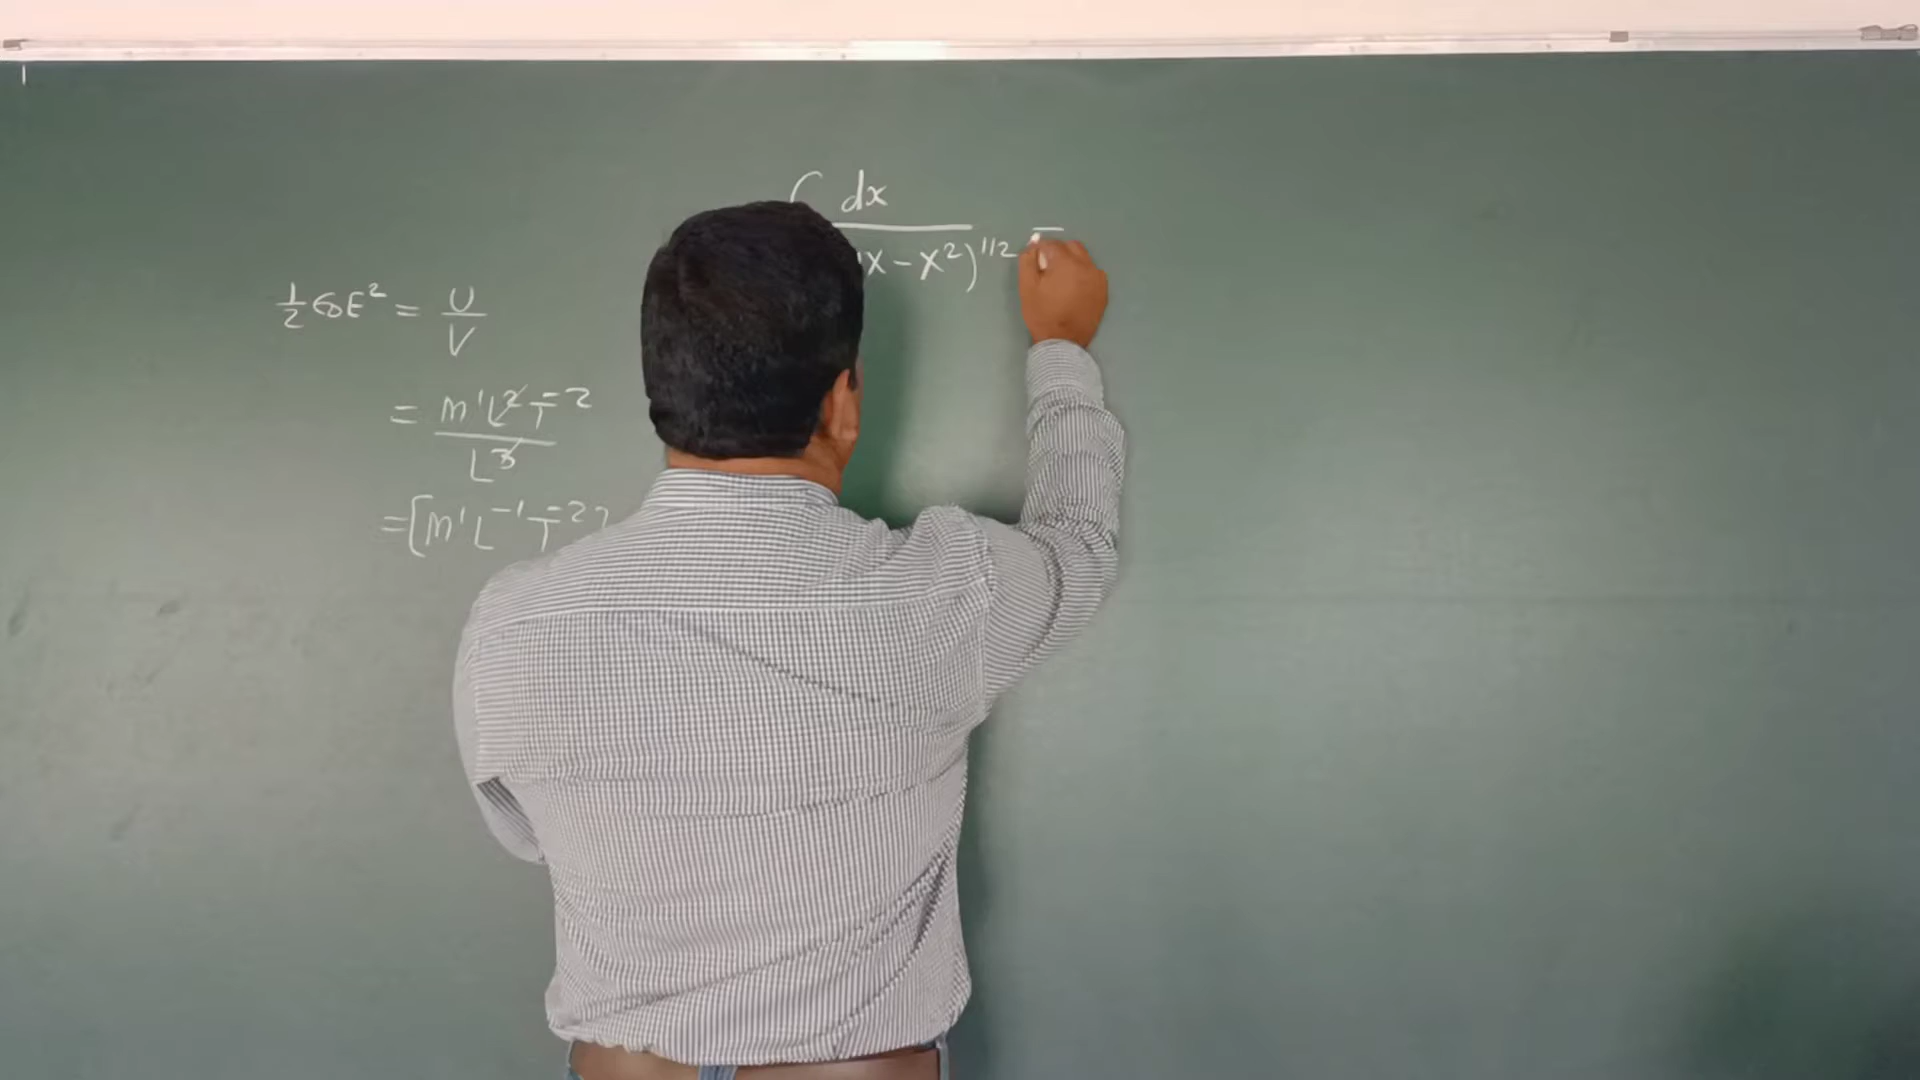 ½ ε₀E² = U/V
= M¹L²T⁻²/L³
= [M¹L⁻¹T⁻²]
∫ dx
x - x²)^1/2 =